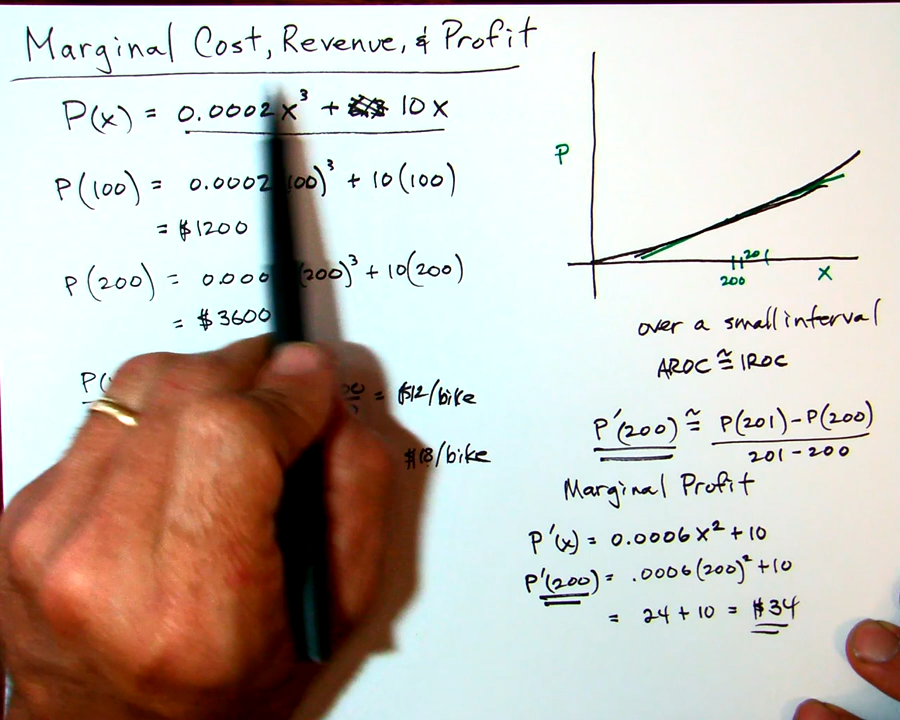 Marginal Cost, Revenue, & Profit
P(x) = 0.0002x³ + 10x
P(100) = 0.0002 100)³ + 10(100)
= $1200
P(200) = 0.000 (200)³ + 10(200)
= $3600
P( = $12/bike
$18/bike
P
200 201
x
over a small interval
AROC ≅ IROC
P'(200) ≅ P(201) - P(200)
201 - 200
Marginal Profit
P'(x) = 0.0006x² + 10
P'(200) = .0006(200)² + 10
= 24 + 10 = $34